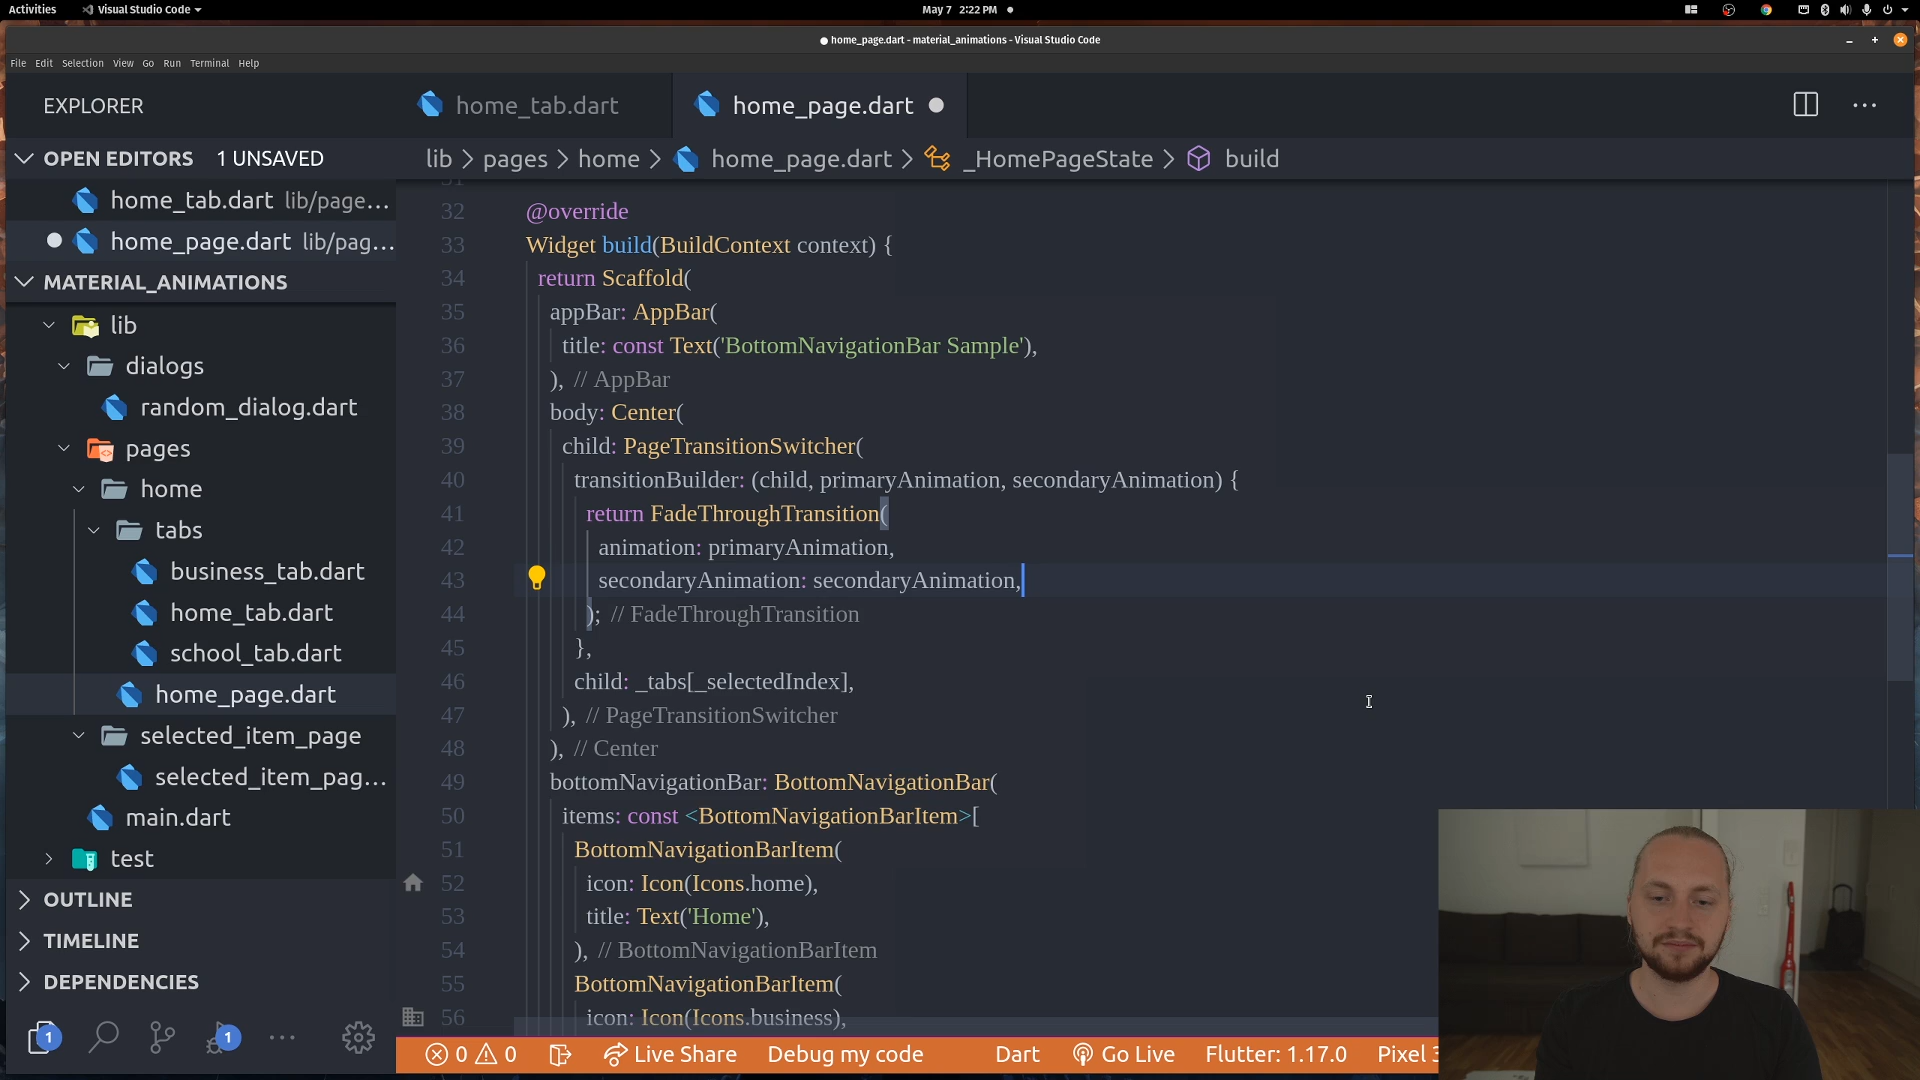 Activities
Visual Studio Code
May 7 2:22 PM
home_page.dart - material_animations - Visual Studio Code
File Edit Selection View Go Run Terminal Help
EXPLORER
home_tab.dart
home_page.dart
OPEN EDITORS 1 UNSAVED
lib > pages > home > home_page.dart > _HomePageState > build
home_tab.dart lib/page...
home_page.dart lib/pag...
MATERIAL_ANIMATIONS
lib
dialogs
random_dialog.dart
pages
home
tabs
business_tab.dart
home_tab.dart
school_tab.dart
home_page.dart
selected_item_page
selected_item_pag...
main.dart
test
OUTLINE
TIMELINE
DEPENDENCIES
1
1
32 @override
33 Widget build(BuildContext context) {
34 return Scaffold(
35 appBar: AppBar(
36 title: const Text('BottomNavigationBar Sample'),
37 ), // AppBar
38 body: Center(
39 child: PageTransitionSwitcher(
40 transitionBuilder: (child, primaryAnimation, secondaryAnimation) {
41 return FadeThroughTransition(
42 animation: primaryAnimation,
43 secondaryAnimation: secondaryAnimation,
44 ); // FadeThroughTransition
45 },
46 child: _tabs[_selectedIndex],
47 ), // PageTransitionSwitcher
48 ), // Center
49 bottomNavigationBar: BottomNavigationBar(
50 items: const <BottomNavigationBarItem>[
51 BottomNavigationBarItem(
52 icon: Icon(Icons.home),
53 title: Text('Home'),
54 ), // BottomNavigationBarItem
55 BottomNavigationBarItem(
56 icon: Icon(Icons.business),
0 0 Live Share Debug my code Dart Go Live Flutter: 1.17.0 Pixel